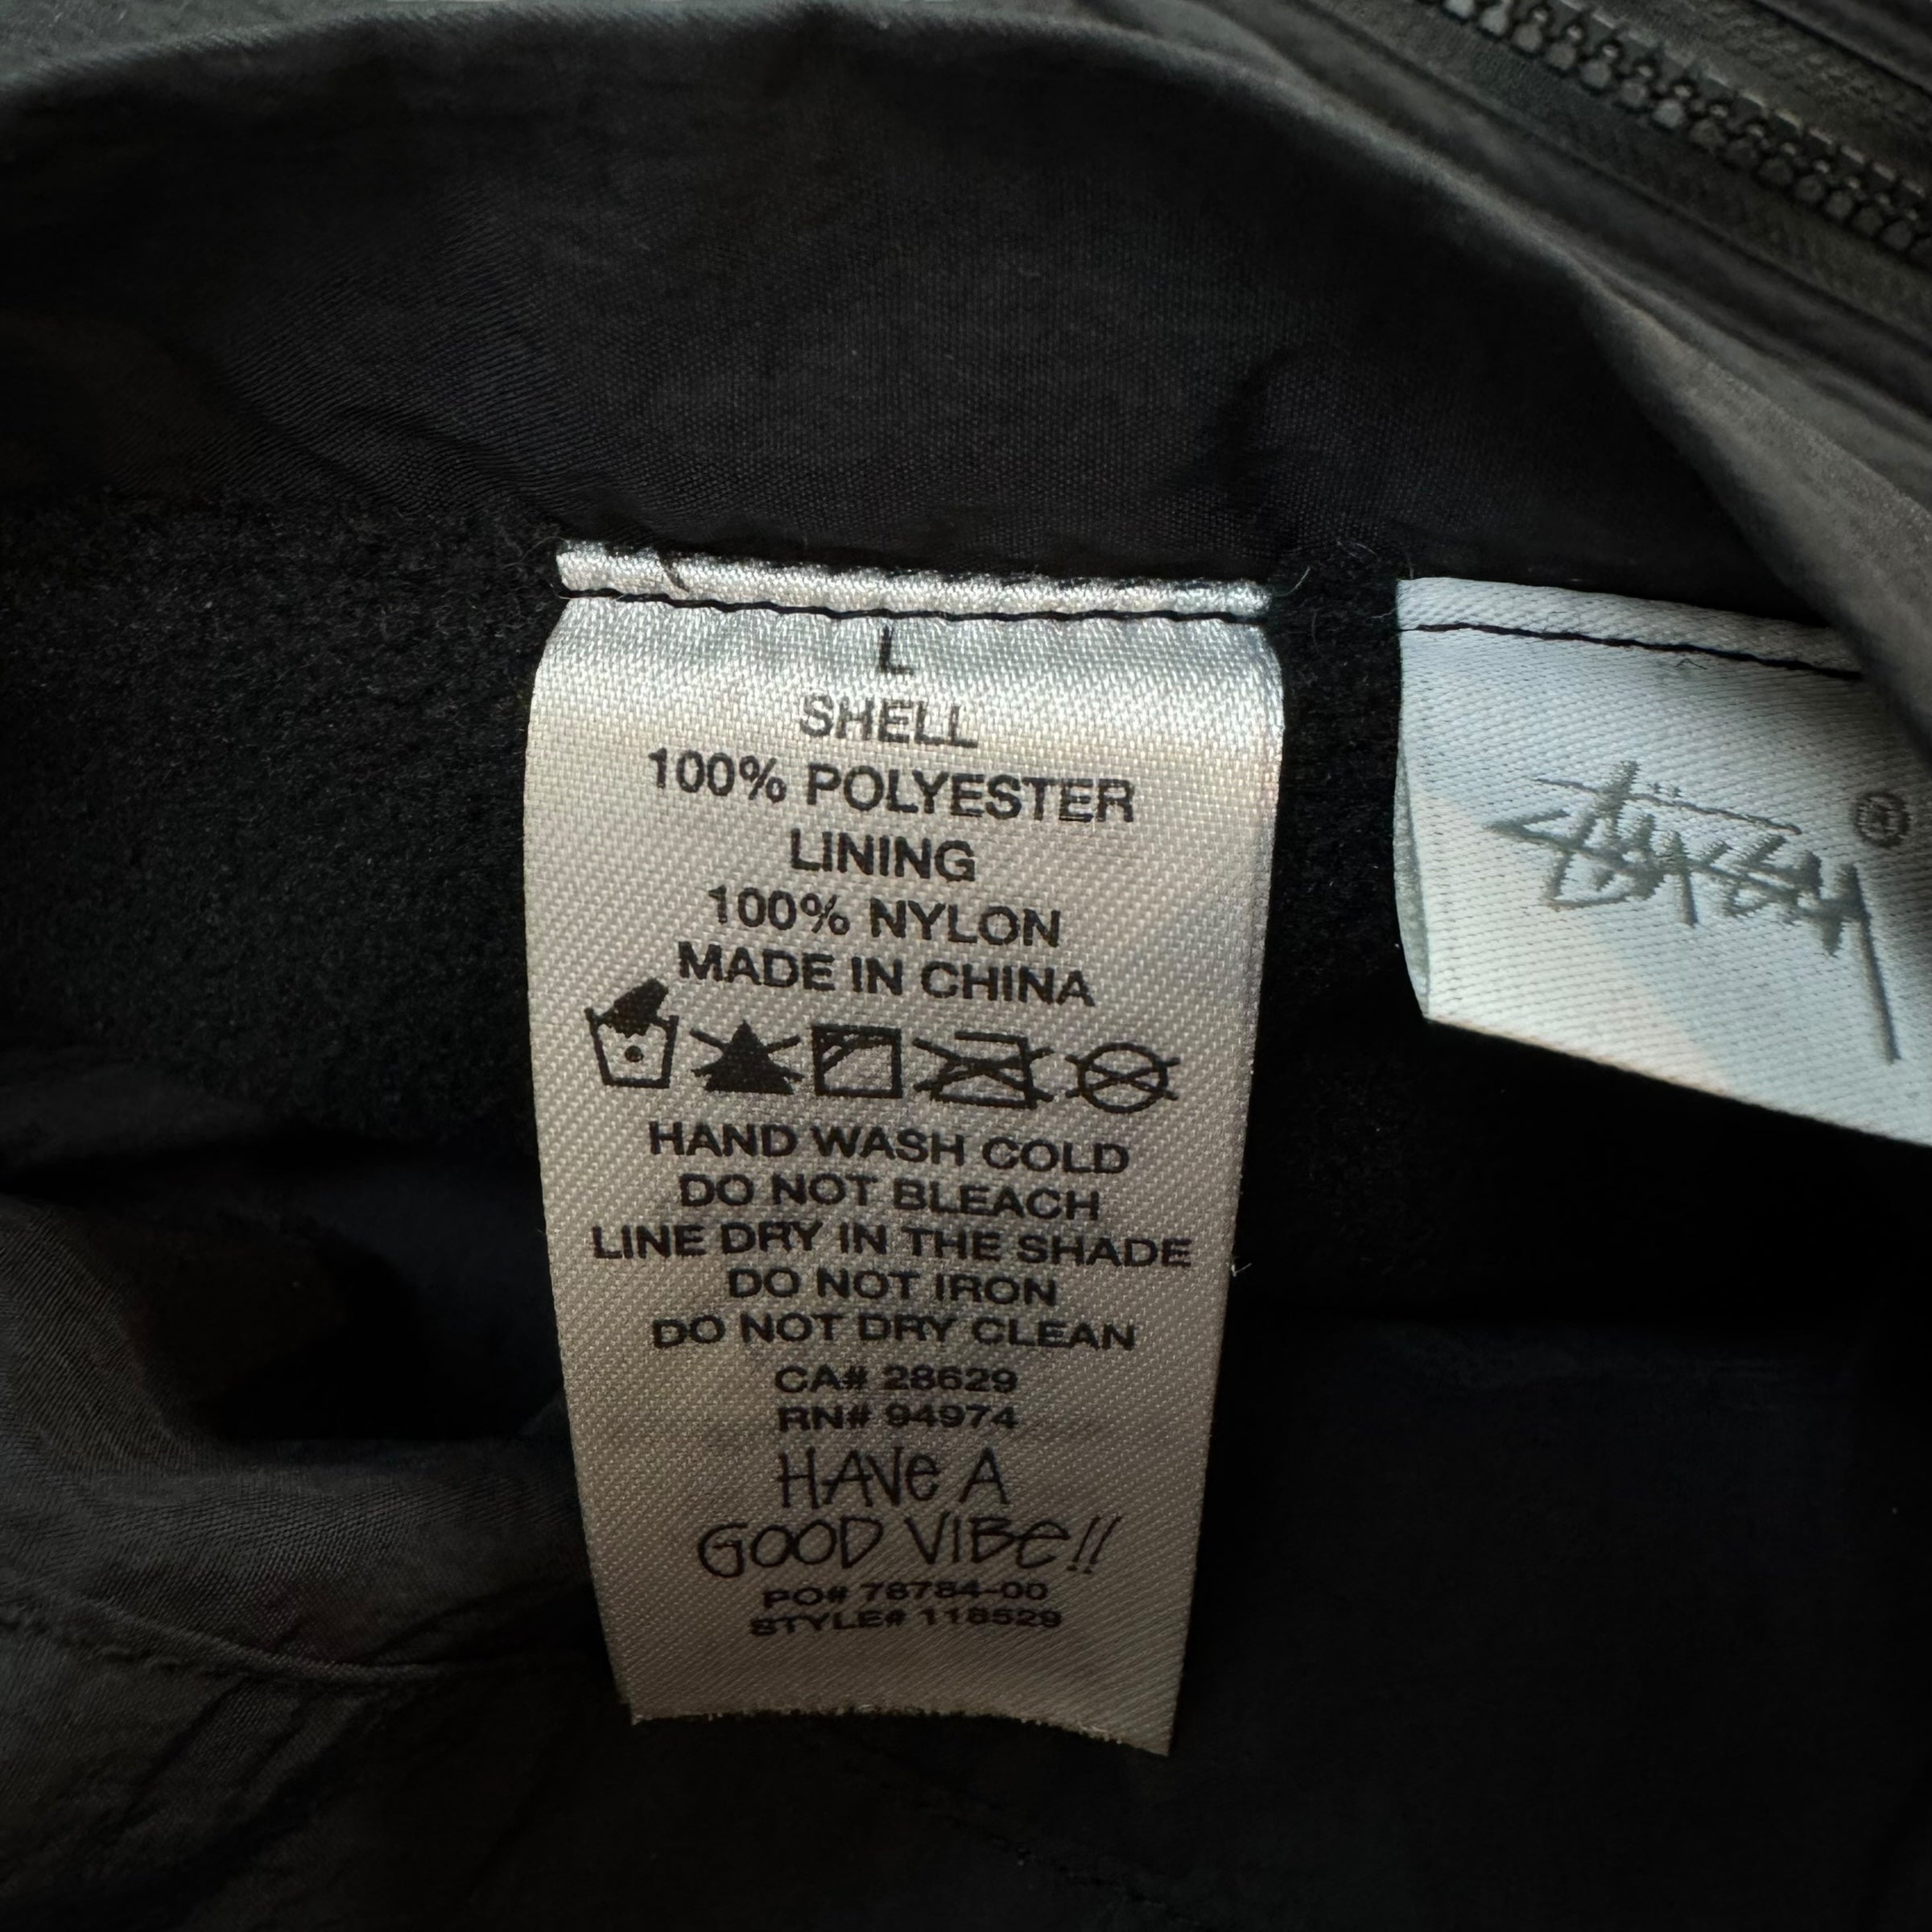 L
SHELL
100% POLYESTER
LINING
100% NYLON
MADE IN CHINA
HAND WASH COLD
DO NOT BLEACH
LINE DRY IN THE SHADE
DO NOT IRON
DO NOT DRY CLEAN
CA# 28629
RN# 94974
HAVe A
GOOD VIBe!!
PO# 78784-00
STYLE# 118529
Stüssy ®